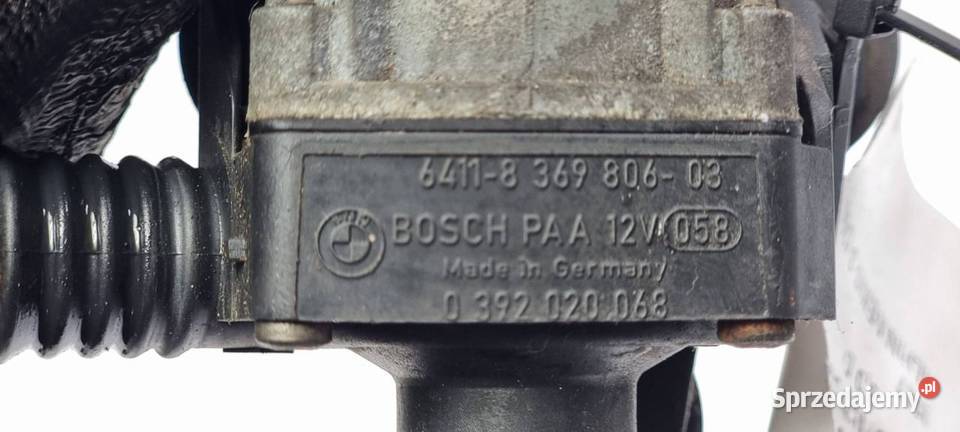 6411-8 369 806-03
BOSCH PAA 12V 058
Made in Germany
0 392 020 068
Sprzedajemy.pl